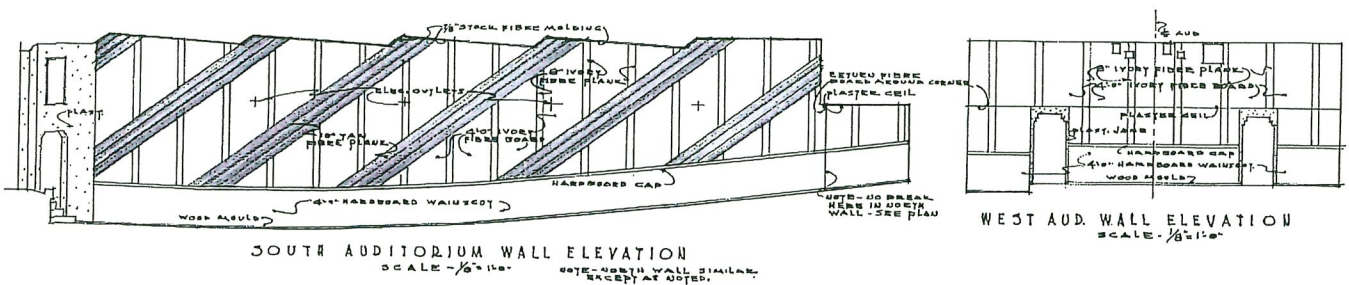 7/8" STOCK FIBRE MOLDING
8" IVORY
FIBRE PLANK
ELEC. OUTLETS
PLAST.
16" TAN
FIBRE PLANK
4'-0" IVORY
FIBRE BOARD
RETURN FIBRE
BOARD AROUND CORNER
PLASTER CEIL
HARDBOARD CAP
HARDBOARD WAINSCOT
WOOD MOULD
NOTE-NO BREAK
HERE IN NORTH
WALL-SEE PLAN
SOUTH AUDITORIUM WALL ELEVATION
SCALE-1/8"=1'-0"
NOTE-NORTH WALL SIMILAR
EXCEPT AS NOTED.
AUD
8" IVORY FIBRE PLANK
4'-0" IVORY FIBRE BOARD
PLASTER CEIL
PLAST. JAMB
HARDBOARD CAP
4'-0" HARDBOARD WAINSCOT
WOOD MOULD
WEST AUD. WALL ELEVATION
SCALE-1/8"=1'-0"